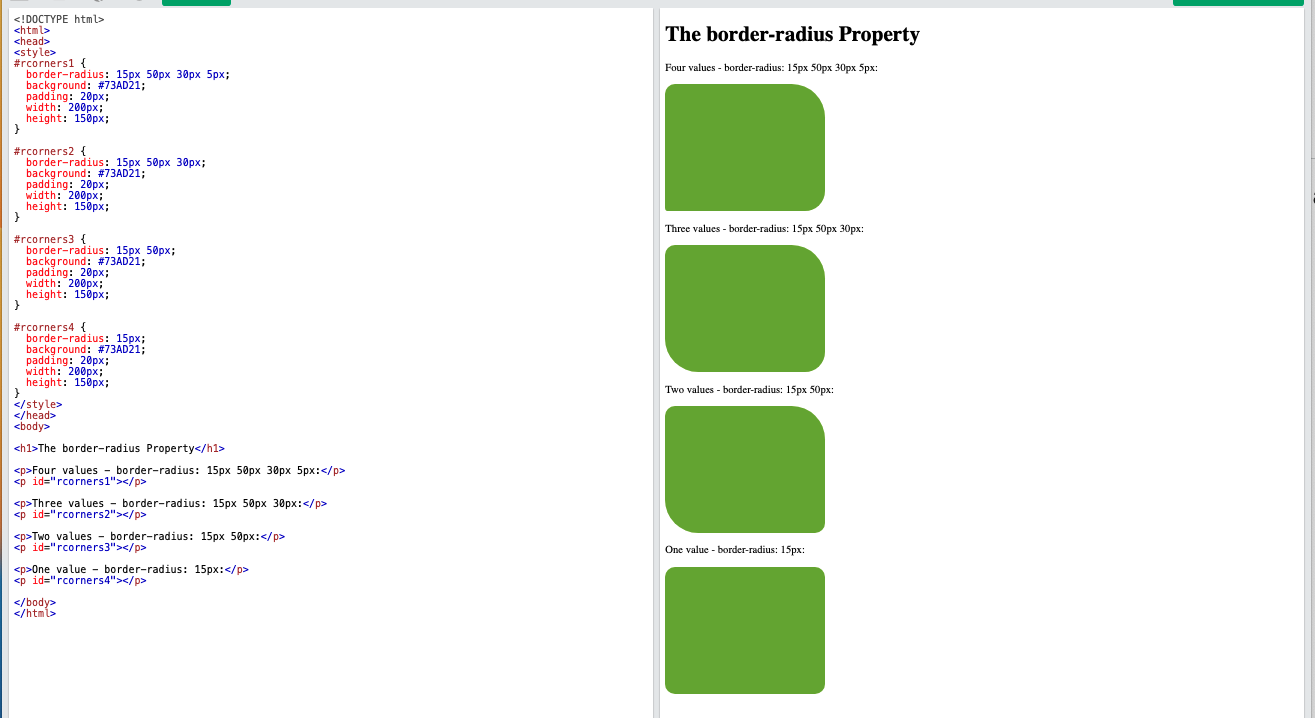 <!DOCTYPE html>
<html>
<head>
<style>
#rcorners1 {
  border-radius: 15px 50px 30px 5px;
  background: #73AD21;
  padding: 20px;
  width: 200px;
  height: 150px;
}

#rcorners2 {
  border-radius: 15px 50px 30px;
  background: #73AD21;
  padding: 20px;
  width: 200px;
  height: 150px;
}

#rcorners3 {
  border-radius: 15px 50px;
  background: #73AD21;
  padding: 20px;
  width: 200px;
  height: 150px;
}

#rcorners4 {
  border-radius: 15px;
  background: #73AD21;
  padding: 20px;
  width: 200px;
  height: 150px;
}
</style>
</head>
<body>

<h1>The border-radius Property</h1>

<p>Four values - border-radius: 15px 50px 30px 5px:</p>
<p id="rcorners1"></p>

<p>Three values - border-radius: 15px 50px 30px:</p>
<p id="rcorners2"></p>

<p>Two values - border-radius: 15px 50px:</p>
<p id="rcorners3"></p>

<p>One value - border-radius: 15px:</p>
<p id="rcorners4"></p>

</body>
</html>
The border-radius Property
Four values - border-radius: 15px 50px 30px 5px:
Three values - border-radius: 15px 50px 30px:
Two values - border-radius: 15px 50px:
One value - border-radius: 15px: